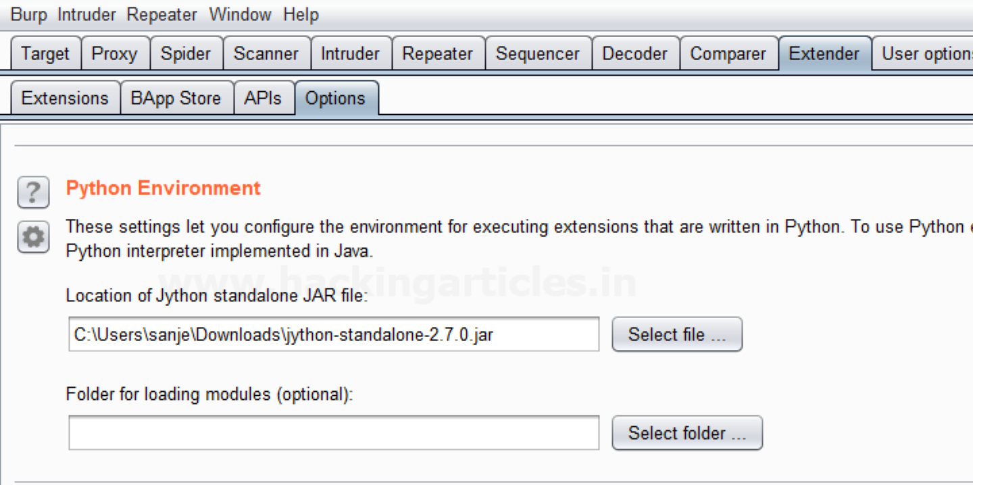 Burp Intruder Repeater Window Help
Target Proxy Spider Scanner Intruder Repeater Sequencer Decoder Comparer Extender User option
Extensions BApp Store APIs Options
? Python Environment
These settings let you configure the environment for executing extensions that are written in Python. To use Python
Python interpreter implemented in Java.
www.hackingarticles.in
Location of Jython standalone JAR file:
C:\Users\sanje\Downloads\jython-standalone-2.7.0.jar Select file ...
Folder for loading modules (optional):
Select folder ...